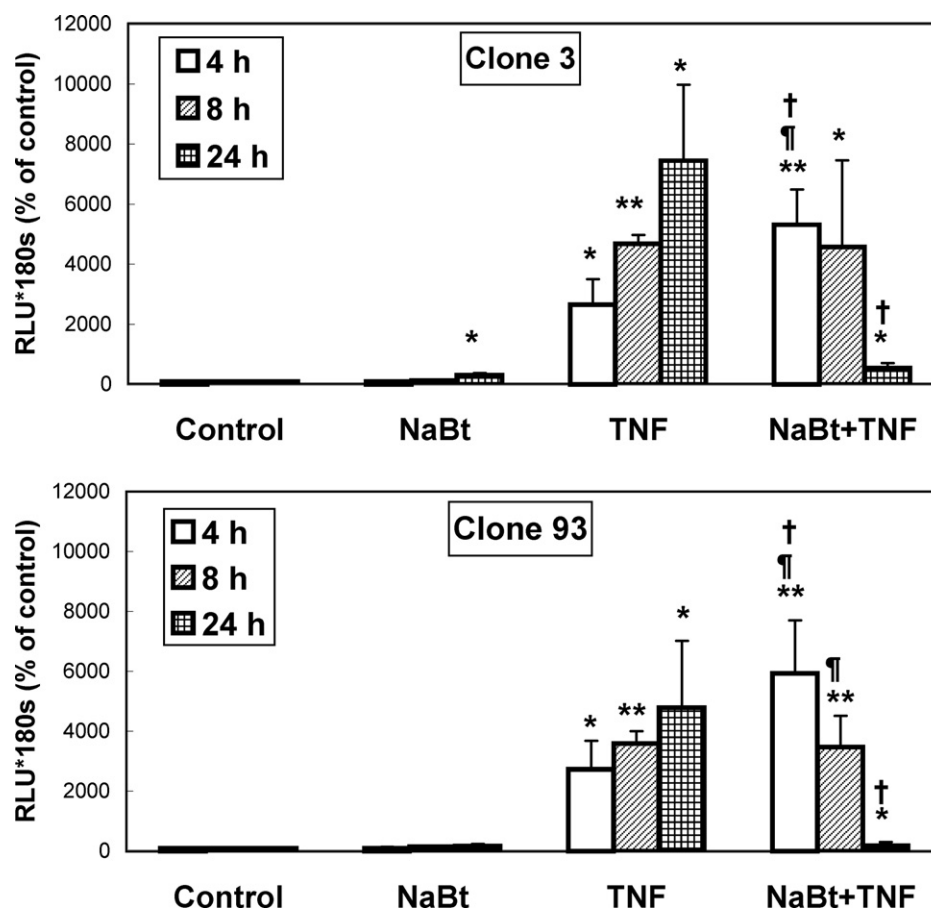 12000
10000
8000
6000
4000
2000
0
RLU*180s (% of control)
4 h
8 h
24 h
Clone 3
*
*
**
*
†
¶
**
*
†
*
Control NaBt TNF NaBt+TNF
12000
10000
8000
6000
4000
2000
0
RLU*180s (% of control)
4 h
8 h
24 h
Clone 93
*
**
*
†
¶
**
¶
**
†
*
Control NaBt TNF NaBt+TNF